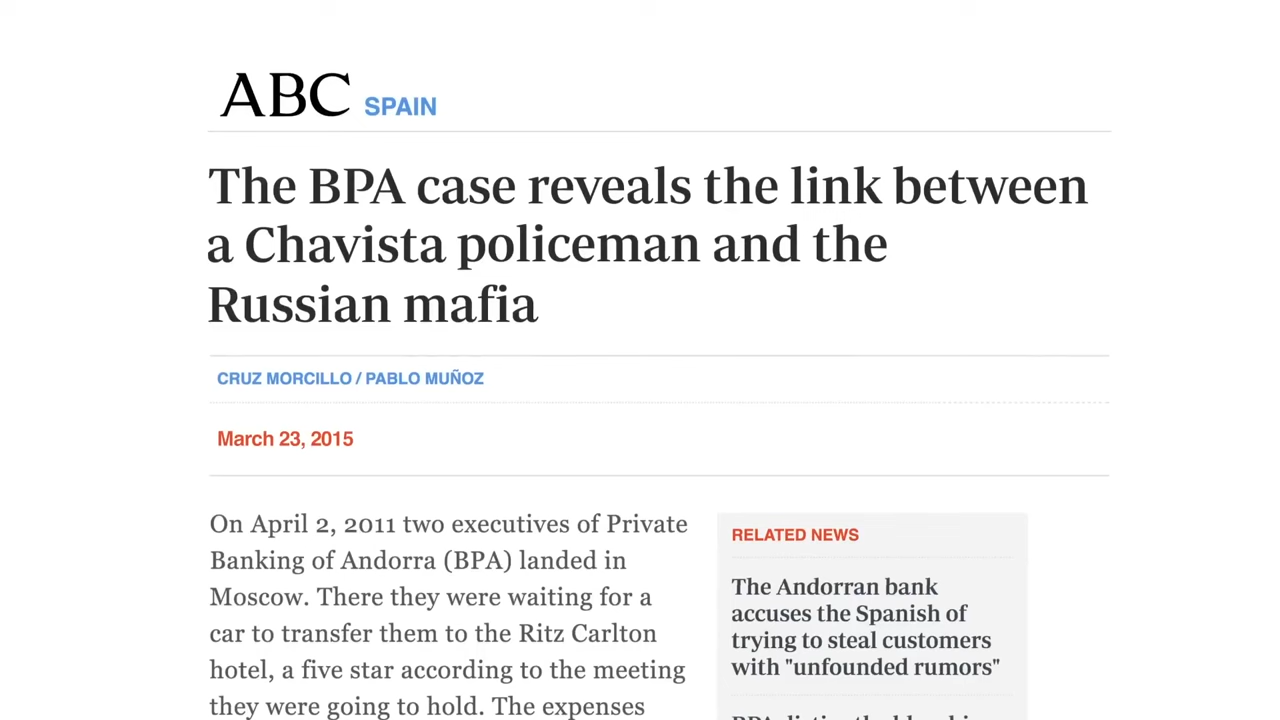 ABC SPAIN
The BPA case reveals the link between
a Chavista policeman and the
Russian mafia
CRUZ MORCILLO / PABLO MUÑOZ
March 23, 2015
On April 2, 2011 two executives of Private
Banking of Andorra (BPA) landed in
Moscow. There they were waiting for a
car to transfer them to the Ritz Carlton
hotel, a five star according to the meeting
they were going to hold. The expenses
RELATED NEWS
The Andorran bank
accuses the Spanish of
trying to steal customers
with "unfounded rumors"